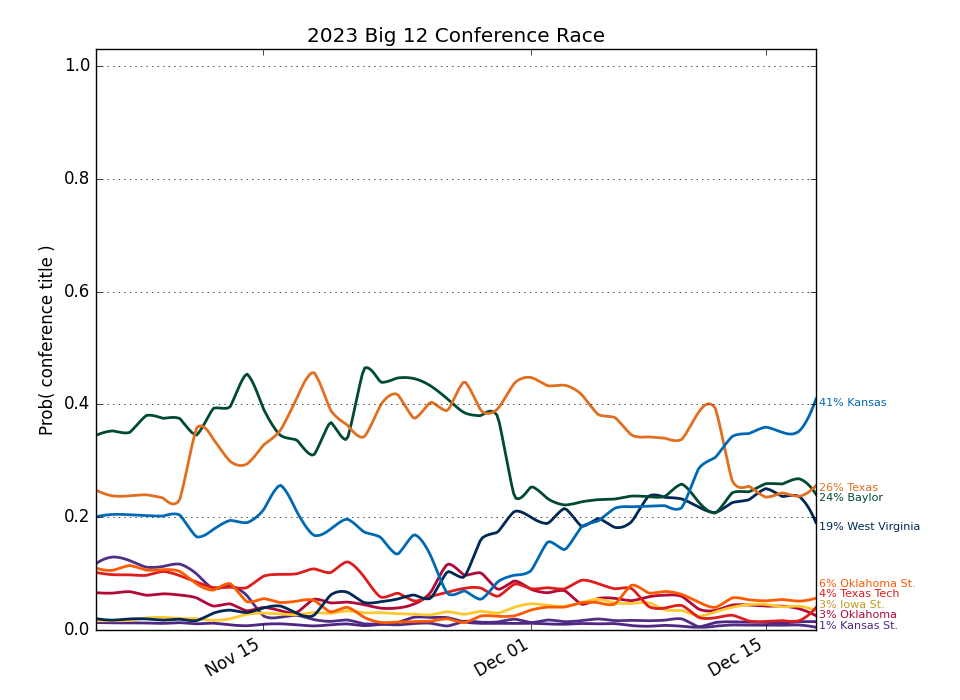 2023 Big 12 Conference Race
Prob( conference title )
1.0
0.8
0.6
0.4
0.2
0.0
Nov 15
Dec 01
Dec 15
41% Kansas
26% Texas
24% Baylor
19% West Virginia
6% Oklahoma St.
4% Texas Tech
3% Iowa St.
3% Oklahoma
1% Kansas St.